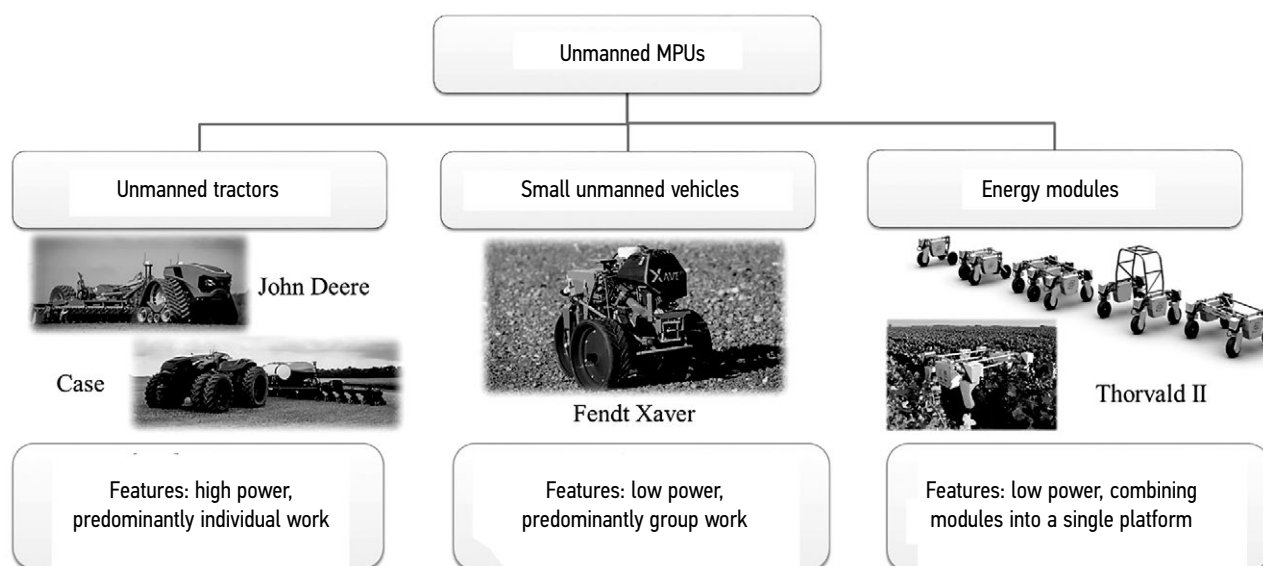 Unmanned MPUs
Unmanned tractors
Small unmanned vehicles
Energy modules
John Deere
Case
XAVE
Fendt Xaver
Thorvald II
Features: high power,
predominantly individual work
Features: low power,
predominantly group work
Features: low power, combining
modules into a single platform